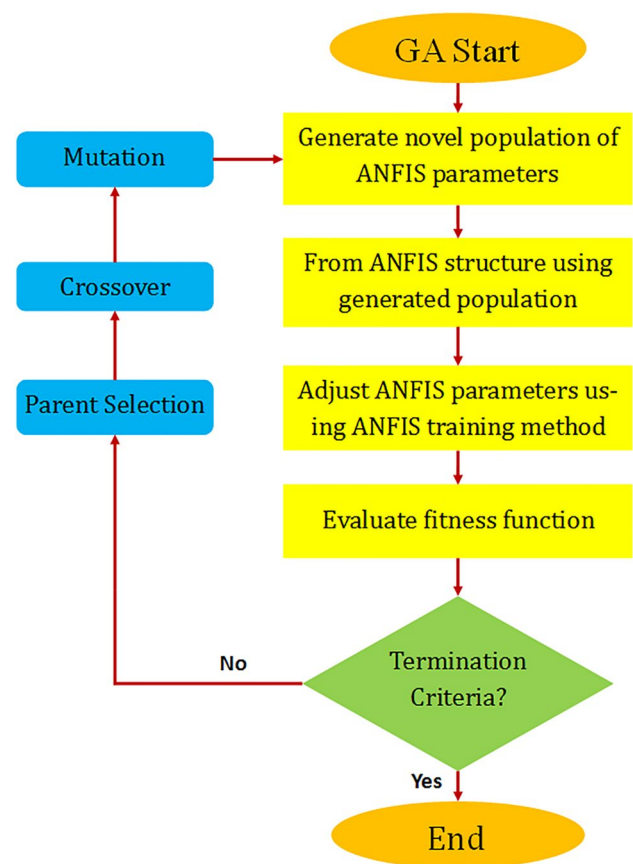 GA Start
Generate novel population of
ANFIS parameters
Mutation
From ANFIS structure using
generated population
Crossover
Adjust ANFIS parameters us-
ing ANFIS training method
Parent Selection
Evaluate fitness function
Termination
Criteria?
No
Yes
End